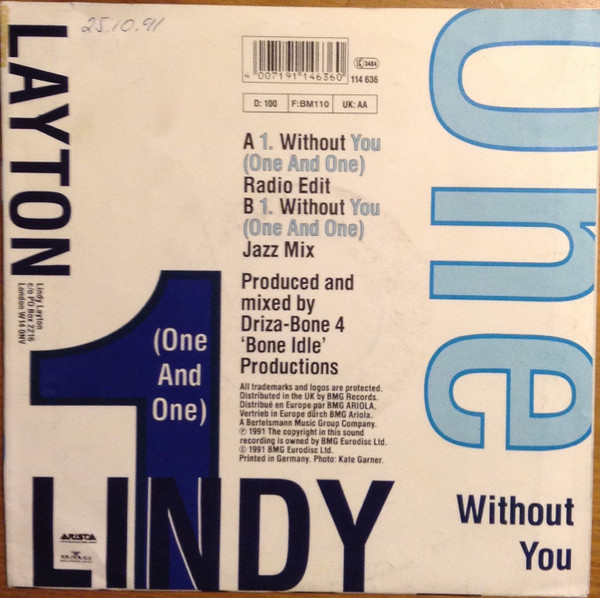 25.10.91
LAYTON
Lindy Layton
c/o PO Box 2216
London W14 0NV
4 007191 146360
3484
114 636
D: 100 F:BM110 UK: AA
A 1. Without You
(One And One)
Radio Edit
B 1. Without You
(One And One)
Jazz Mix
Produced and
mixed by
Driza-Bone 4
'Bone Idle'
Productions
All trademarks and logos are protected.
Distributed in the UK by BMG Records.
Distribué en Europe par BMG ARIOLA.
Vertrieb in Europe dürch BMG Ariola.
A Bertelsmann Music Group Company.
℗ 1991 The copyright in this sound
recording is owned by BMG Eurodisc Ltd.
© 1991 BMG Eurodisc Ltd.
Printed in Germany. Photo: Kate Garner.
1
(One
And
One)
LINDY
ARISTA
BMG
One
Without
You